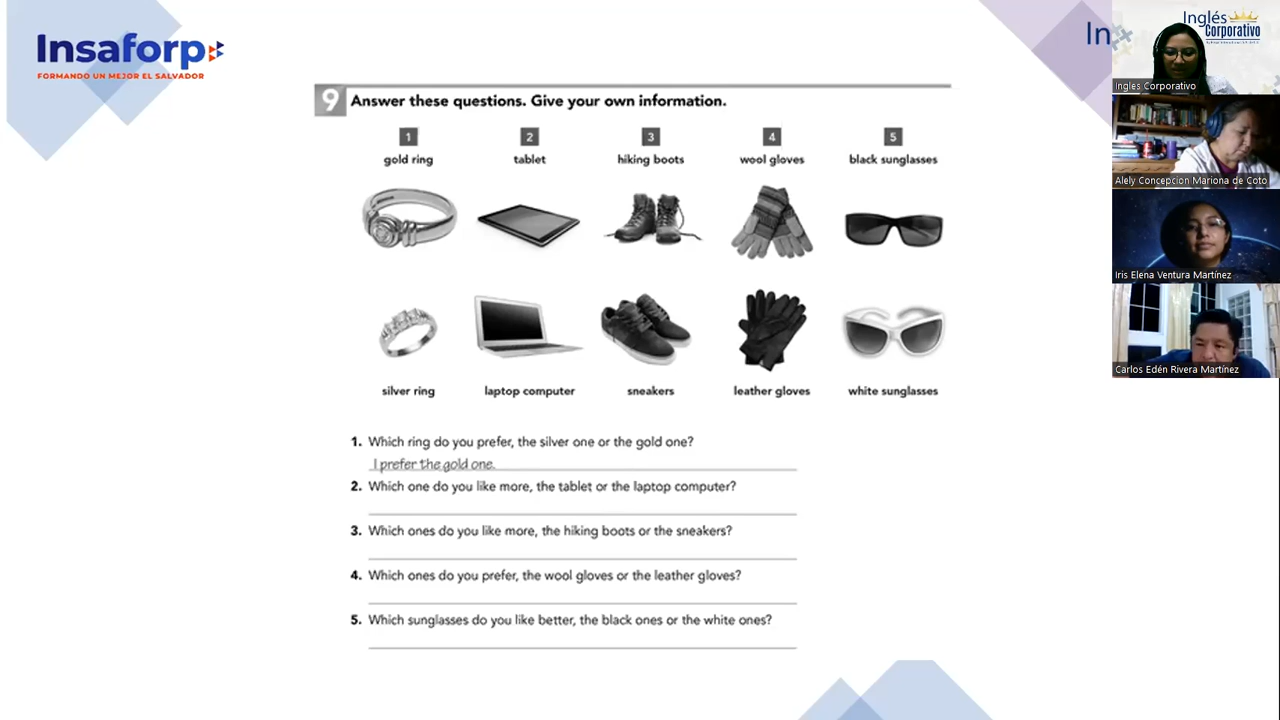 Insaforp
FORMANDO UN MEJOR EL SALVADOR
In
Inglés
Corporativo
Ingles Corporativo
Alely Concepcion Mariona de Coto
Iris Elena Ventura Martínez
Carlos Edén Rivera Martínez
9 Answer these questions. Give your own information.
1 2 3 4 5
gold ring tablet hiking boots wool gloves black sunglasses
silver ring laptop computer sneakers leather gloves white sunglasses
1. Which ring do you prefer, the silver one or the gold one?
I prefer the gold one.
2. Which one do you like more, the tablet or the laptop computer?
3. Which ones do you like more, the hiking boots or the sneakers?
4. Which ones do you prefer, the wool gloves or the leather gloves?
5. Which sunglasses do you like better, the black ones or the white ones?